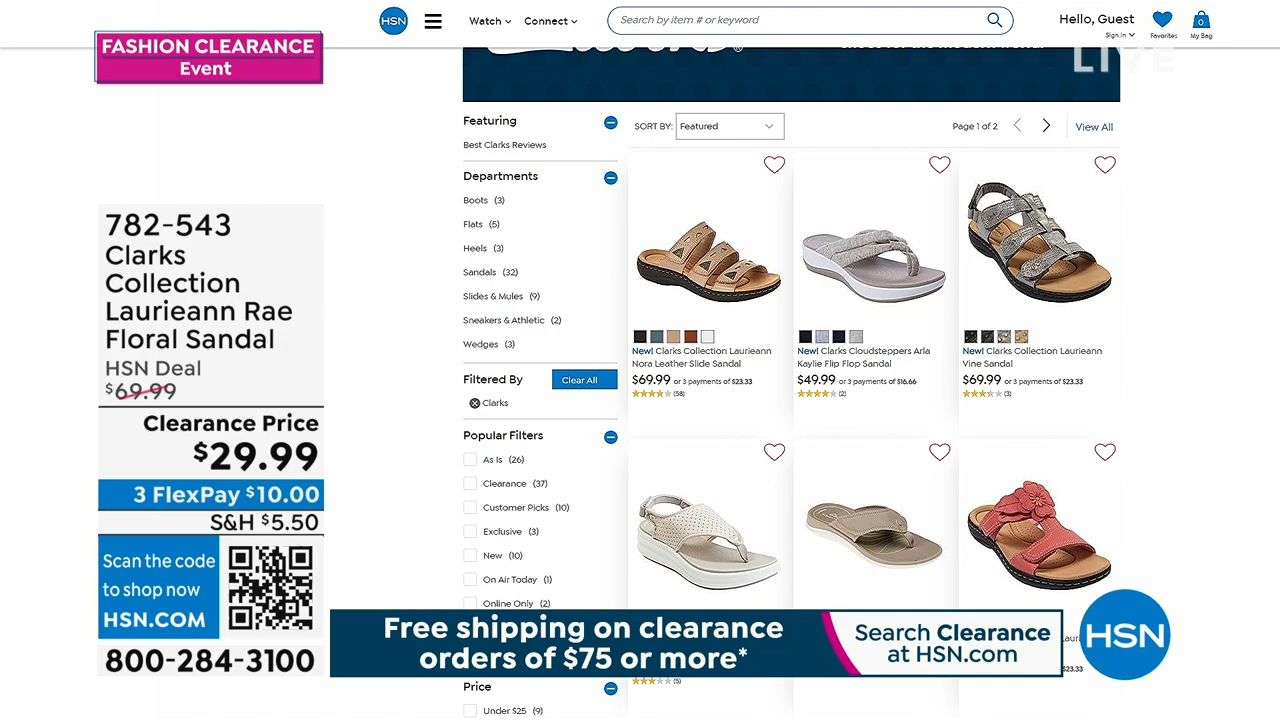 HSN
Watch
Connect
Search by item # or keyword
Hello, Guest
Sign In
Favorites
0
My Bag
FASHION CLEARANCE
Event
LIVE
Featuring
Best Clarks Reviews
SORT BY:
Featured
Page 1 of 2
View All
Departments
Boots (3)
Flats (5)
Heels (3)
Sandals (32)
Slides & Mules (9)
Sneakers & Athletic (2)
Wedges (3)
Filtered By
Clear All
Clarks
Popular Filters
As Is (26)
Clearance (37)
Customer Picks (10)
Exclusive (3)
New (10)
On Air Today (1)
Online Only (2)
Price
Under $25 (9)
New! Clarks Collection Laurieann
Nora Leather Slide Sandal
$69.99 or 3 payments of $23.33
(58)
New! Clarks Cloudsteppers Arla
Kaylie Flip Flop Sandal
$49.99 or 3 payments of $16.66
(2)
New! Clarks Collection Laurieann
Vine Sandal
$69.99 or 3 payments of $23.33
(3)
$23.33
(5)
782-543
Clarks
Collection
Laurieann Rae
Floral Sandal
HSN Deal
$69.99
Clearance Price
$29.99
3 FlexPay $10.00
S&H $5.50
Scan the code
to shop now
HSN.COM
800-284-3100
Free shipping on clearance
orders of $75 or more*
Search Clearance
at HSN.com
HSN